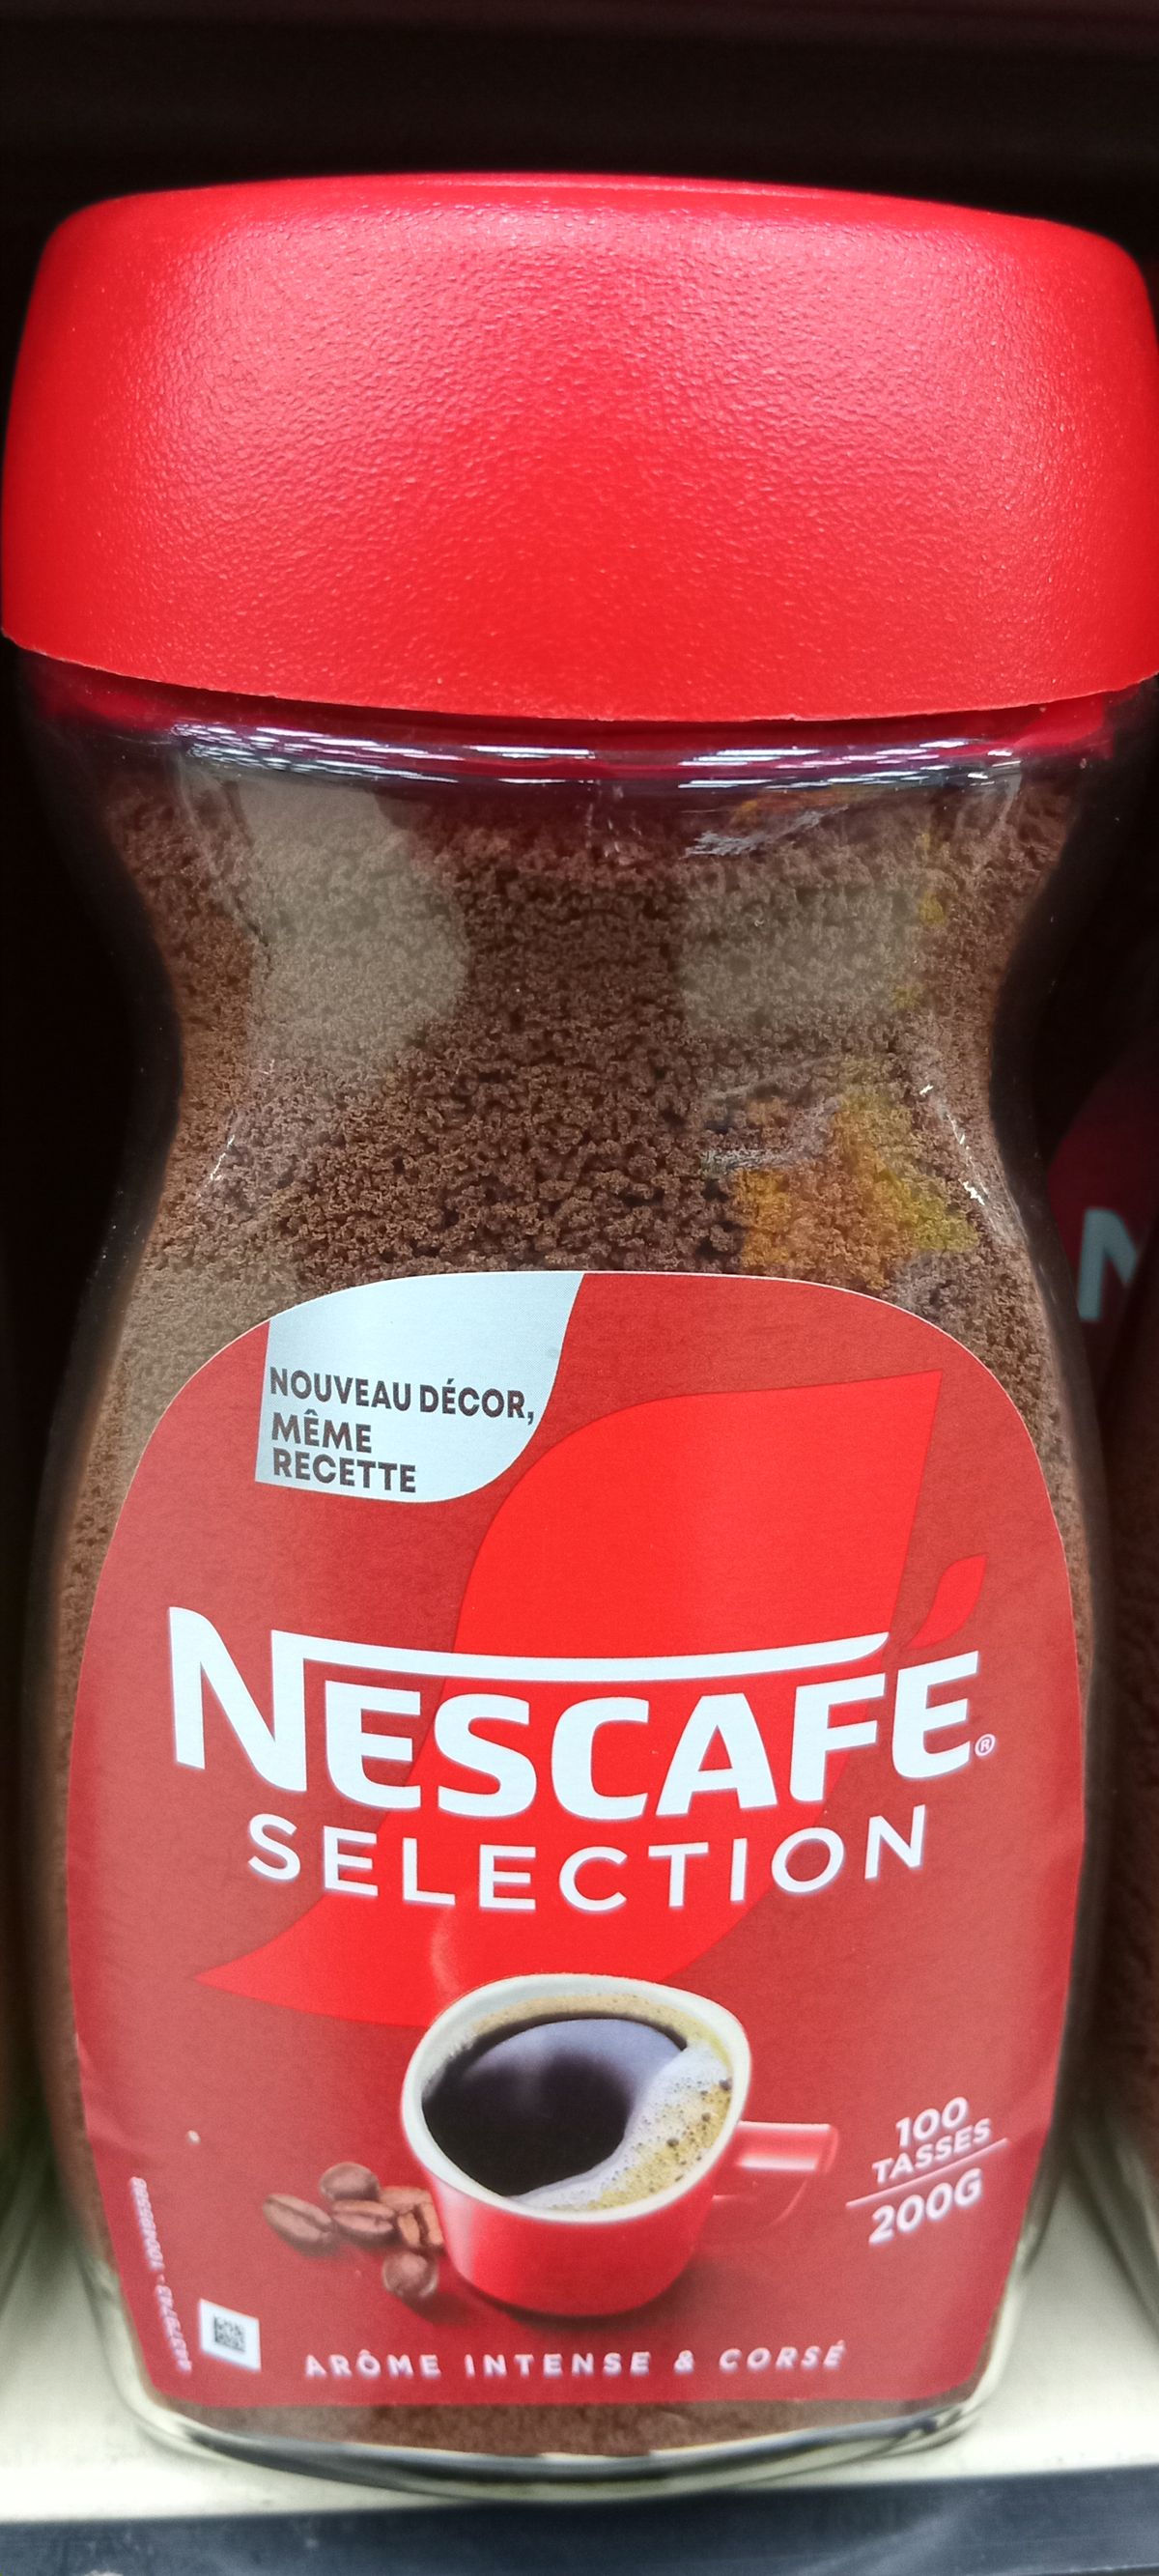 NOUVEAU DÉCOR,
MÊME
RECETTE
NESCAFÉ®
SELECTION
100
TASSES
200G
ARÔME INTENSE & CORSÉ